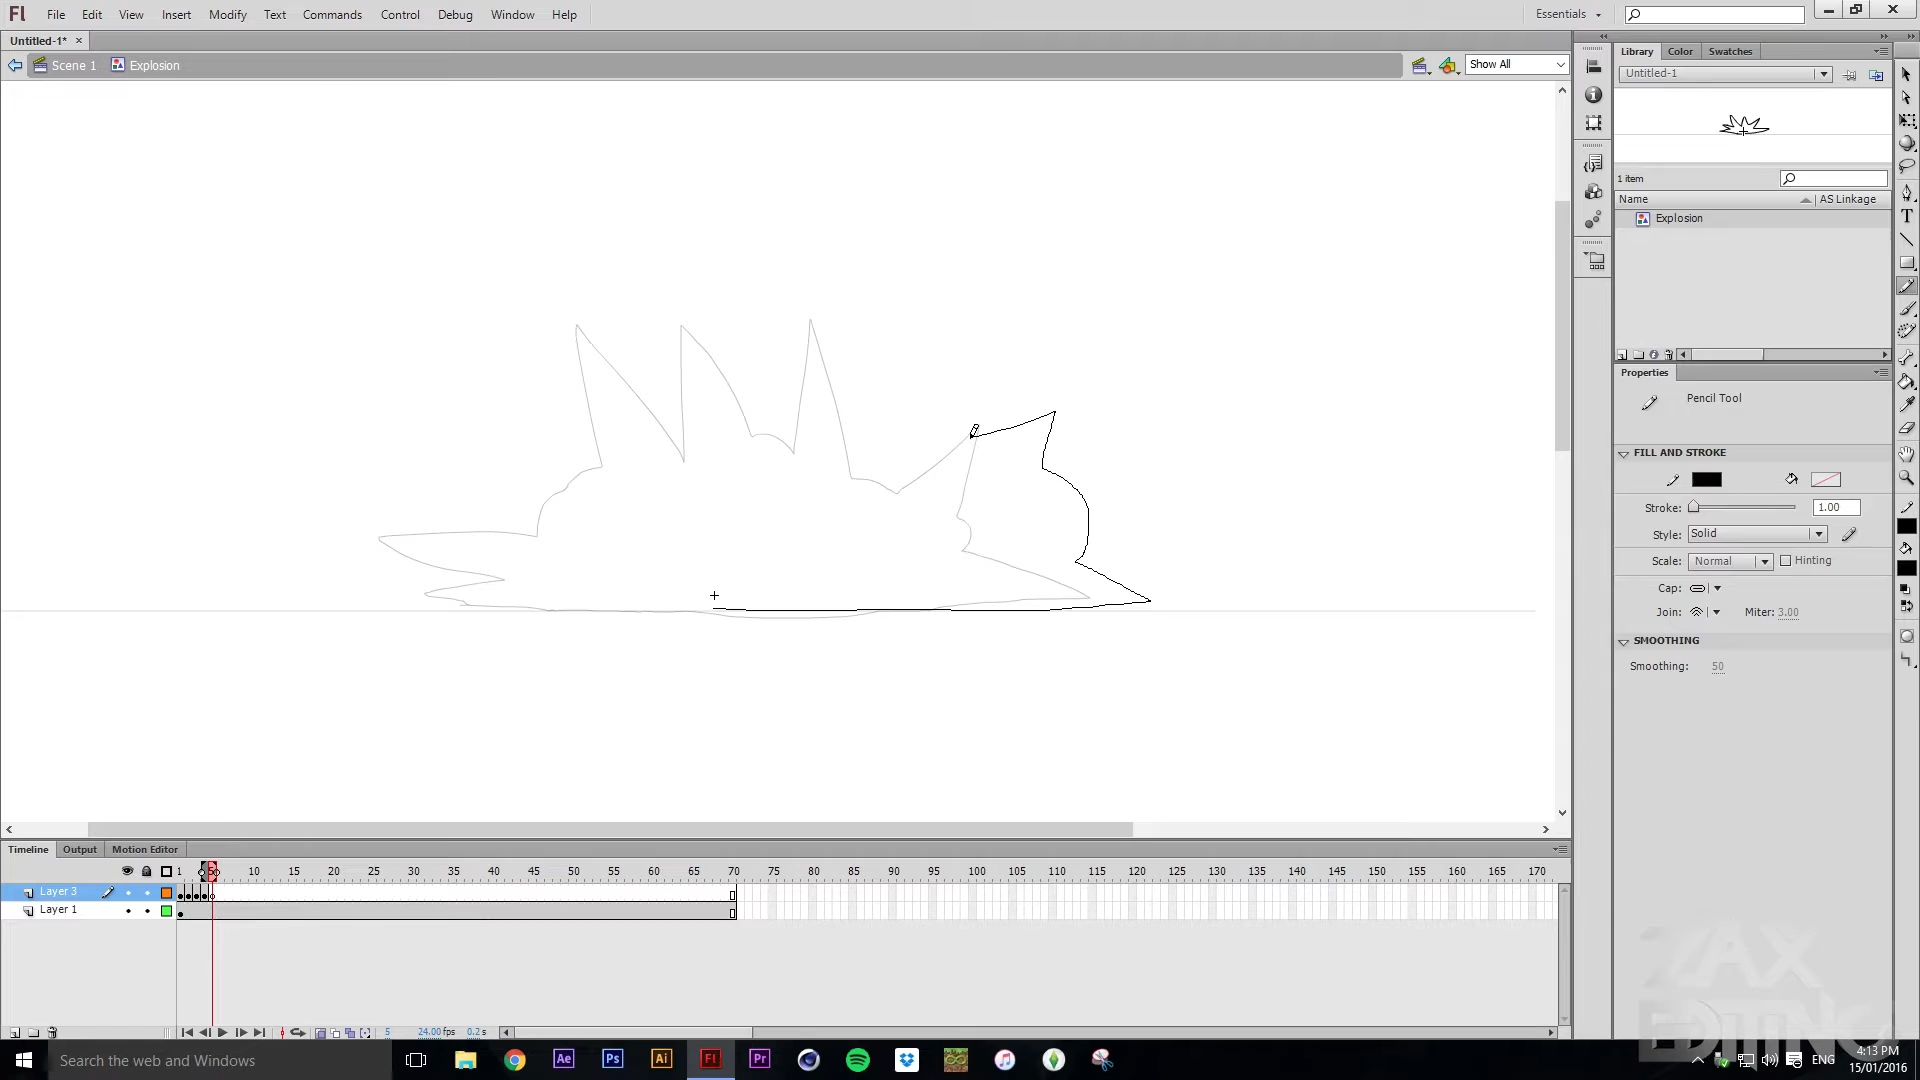 Fl File Edit View Insert Modify Text Commands Control Debug Window Help Essentials
Untitled-1* ×
Scene 1 Explosion Show All
Library Color Swatches
Untitled-1
1 item
Name AS Linkage
Explosion
Properties
Pencil Tool
FILL AND STROKE
Stroke: 1.00
Style: Solid
Scale: Normal Hinting
Cap:
Join: Miter: 3.00
SMOOTHING
Smoothing: 50
Timeline Output Motion Editor
1 5 10 15 20 25 30 35 40 45 50 55 60 65 70 75 80 85 90 95 100 105 110 115 120 125 130 135 140 145 150 155 160 165 170
Layer 3
Layer 1
5 24.00 fps 0.2 s
YAX
EDITING
Search the web and Windows Ae Ps Ai Fl Pr ENG 4:13 PM
15/01/2016